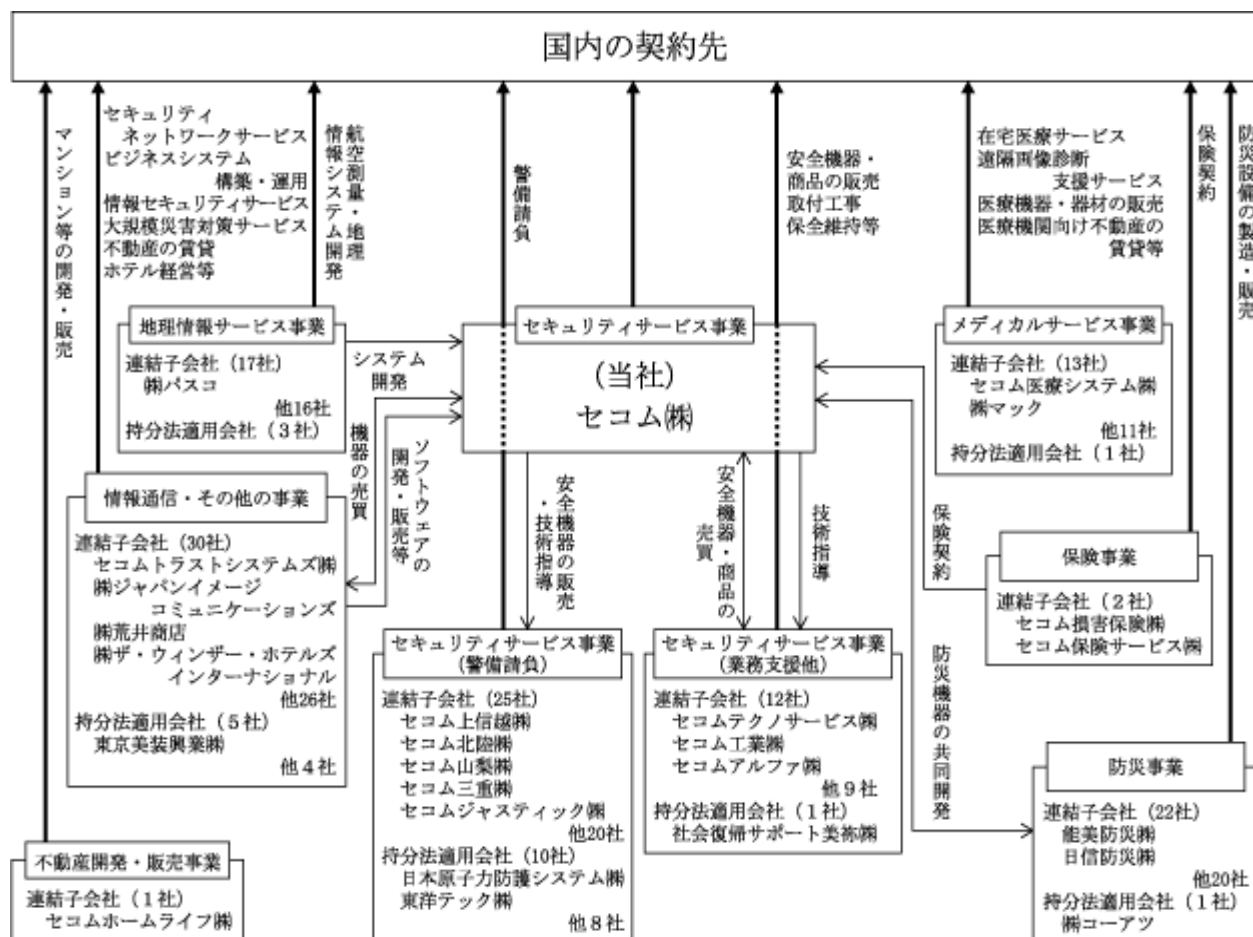 国内の契約先
マンション等の開発・販売
セキュリティ
ネットワークサービス
ビジネスシステム
構築・運用
情報セキュリティサービス
大規模災害対策サービス
不動産の賃貸
ホテル経営等
航空測量・地理
情報システム開発
警備請負
安全機器・
商品の販売
取付工事
保全維持等
在宅医療サービス
遠隔画像診断
支援サービス
医療機器・器材の販売
医療機関向け不動産の
賃貸等
保険契約
防災設備の製造・販売
地理情報サービス事業
連結子会社(17社)
㈱パスコ
他16社
持分法適用会社(3社)
システム
開発
セキュリティサービス事業
(当社)
セコム㈱
メディカルサービス事業
連結子会社(13社)
セコム医療システム㈱
㈱マック
他11社
持分法適用会社(1社)
情報通信・その他の事業
連結子会社(30社)
セコムトラストシステムズ㈱
㈱ジャパンイメージ
コミュニケーションズ
㈱荒井商店
㈱ザ・ウィンザー・ホテルズ
インターナショナル
他26社
持分法適用会社(5社)
東京美装興業㈱
他4社
機器の売買
ソフトウェアの
開発・販売等
安全機器の販売
・技術指導
安全機器・商品の
売買
技術指導
保険契約
保険事業
連結子会社(2社)
セコム損害保険㈱
セコム保険サービス㈱
セキュリティサービス事業
(警備請負)
連結子会社(25社)
セコム上信越㈱
セコム北陸㈱
セコム山梨㈱
セコム三重㈱
セコムジャスティック㈱
他20社
持分法適用会社(10社)
日本原子力防護システム㈱
東洋テック㈱
他8社
セキュリティサービス事業
(業務支援他)
連結子会社(12社)
セコムテクノサービス㈱
セコム工業㈱
セコムアルファ㈱
他9社
持分法適用会社(1社)
社会復帰サポート美祢㈱
防災機器の共同開発
防災事業
連結子会社(22社)
能美防災㈱
日信防災㈱
他20社
持分法適用会社(1社)
㈱コーアツ
不動産開発・販売事業
連結子会社(1社)
セコムホームライフ㈱